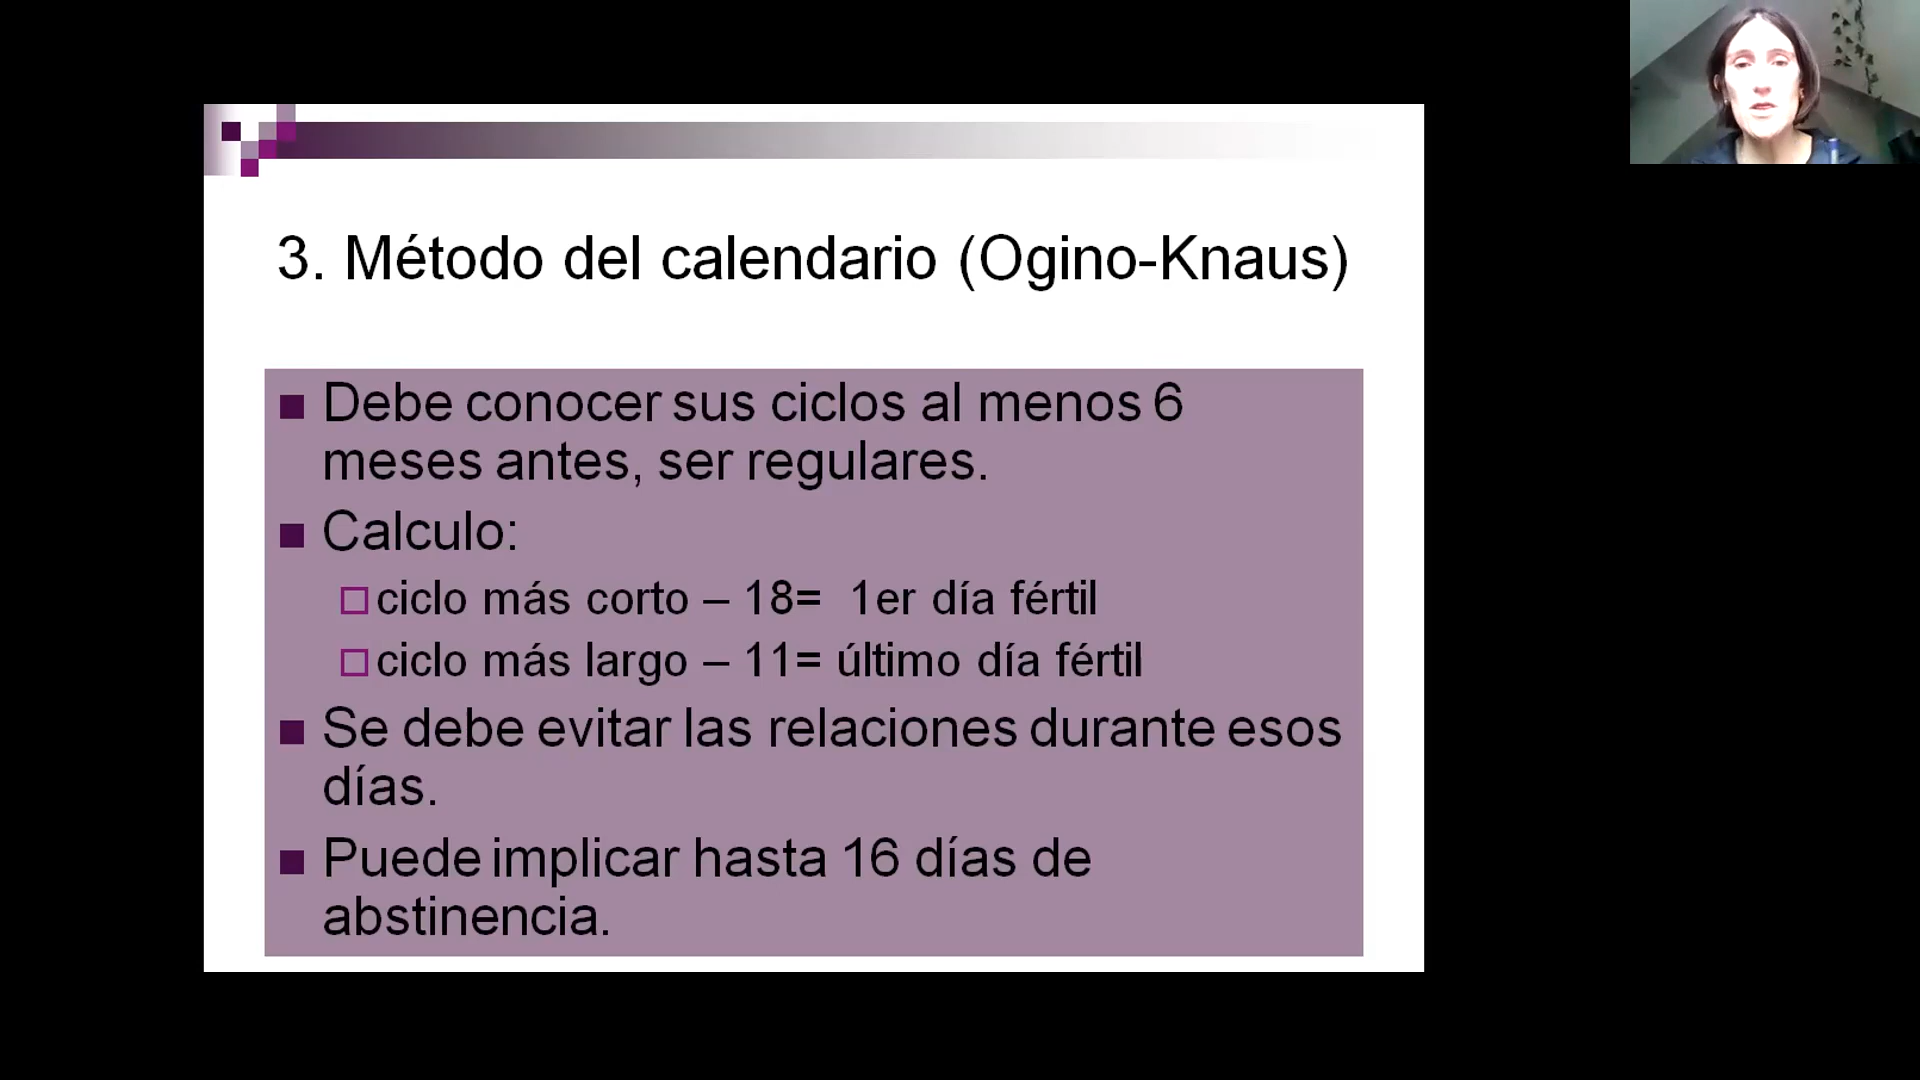 3. Método del calendario (Ogino-Knaus)
Debe conocer sus ciclos al menos 6
meses antes, ser regulares.
Calculo:
ciclo más corto – 18= 1er día fértil
ciclo más largo – 11= último día fértil
Se debe evitar las relaciones durante esos
días.
Puede implicar hasta 16 días de
abstinencia.